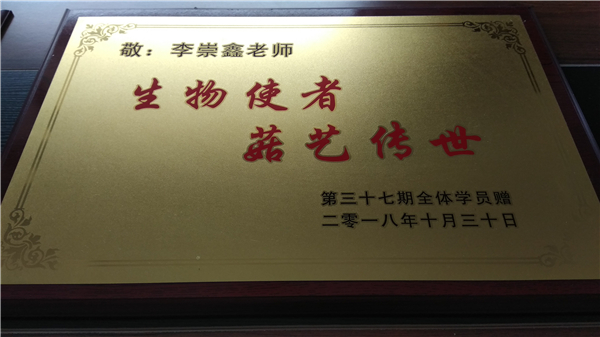 敬：李崇鑫老师
生物使者
菇艺传世
第三十七期全体学员赠
二零一八年十月三十日